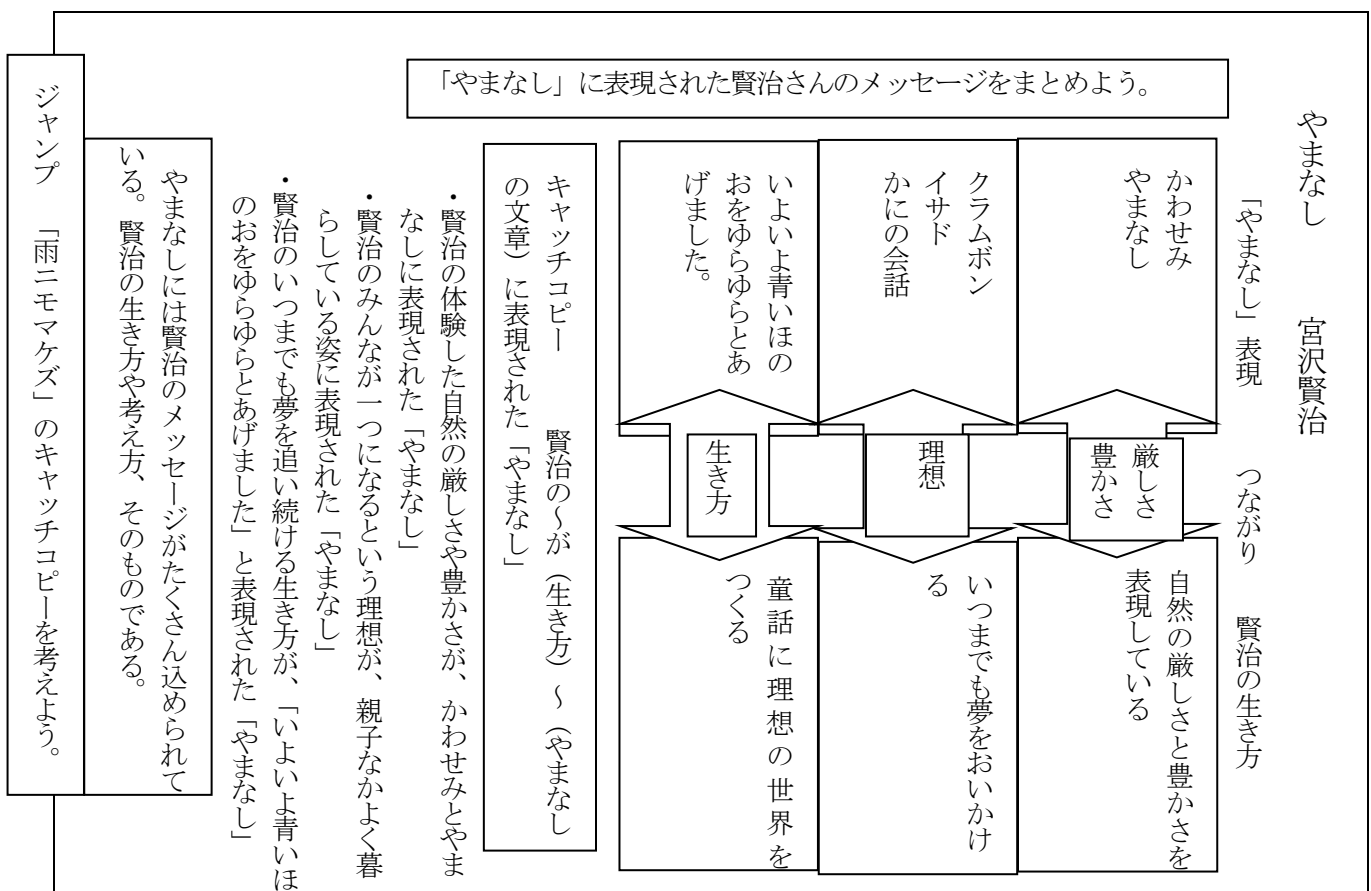 やまなし　宮沢賢治
「やまなし」表現　つながり　賢治の生き方
かわせみ
やまなし
厳しさ
豊かさ
自然の厳しさと豊かさを
表現している
クラムボン
イサド
かにの会話
理想
いつまでも夢をおいかけ
る
いよいよ青いほの
おをゆらゆらとあ
げました。
生き方
童話に理想の世界を
つくる
「やまなし」に表現された賢治さんのメッセージをまとめよう。
キャッチコピー　賢治の～が（生き方）～（やまなし
の文章）に表現された「やまなし」
・賢治の体験した自然の厳しさや豊かさが、かわせみとやま
なしに表現された「やまなし」
・賢治のみんなが一つになるという理想が、親子なかよく暮
らしている姿に表現された「やまなし」
・賢治のいつまでも夢を追い続ける生き方が、「いよいよ青いほ
のおをゆらゆらとあげました」と表現された「やまなし」
やまなしには賢治のメッセージがたくさん込められて
いる。賢治の生き方や考え方、そのものである。
ジャンプ　「雨ニモマケズ」のキャッチコピーを考えよう。